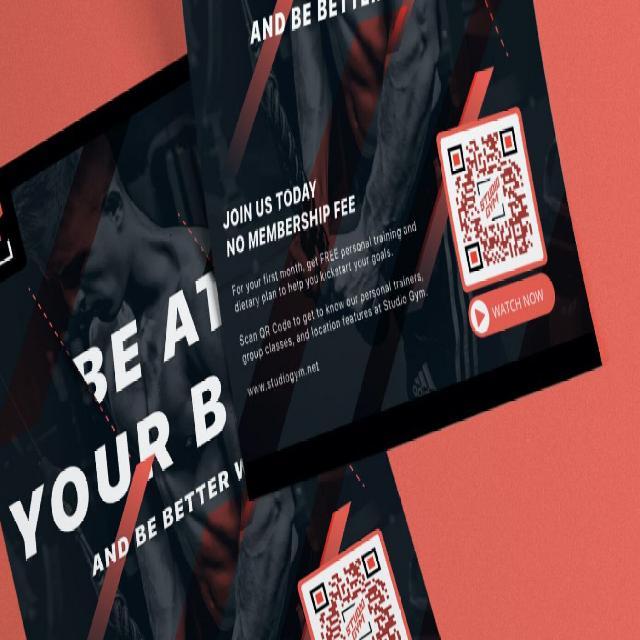 AND BE BETTER
JOIN US TODAY
NO MEMBERSHIP FEE
For your first month, get FREE personal training and
dietary plan to help you kickstart your goals.
Scan QR Code to get to know our personal trainers,
group classes, and location features at Studio Gym.
www.studiogym.net
STUDIO
GYM
WATCH NOW
adidas
BE AT
YOUR B
AND BE BETTER W
STUDIO
GYM